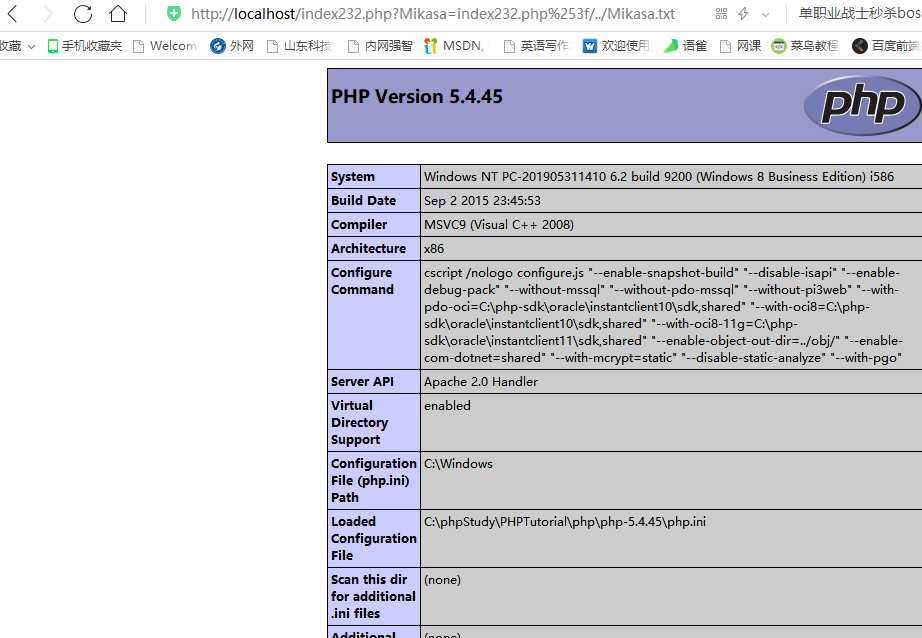 http://localhost/index232.php?Mikasa=index232.php%253f/../Mikasa.txt
单职业战士秒杀bos
收藏 手机收藏夹 Welcom 外网 山东科技 内网强智 MSDN, 英语写作 欢迎使用 语雀 网课 菜鸟教程 百度前端
PHP Version 5.4.45
php
System Windows NT PC-201905311410 6.2 build 9200 (Windows 8 Business Edition) i586
Build Date Sep 2 2015 23:45:53
Compiler MSVC9 (Visual C++ 2008)
Architecture x86
Configure Command
cscript /nologo configure.js "--enable-snapshot-build" "--disable-isapi" "--enable-
debug-pack" "--without-mssql" "--without-pdo-mssql" "--without-pi3web" "--with-
pdo-oci=C:\php-sdk\oracle\instantclient10\sdk,shared" "--with-oci8=C:\php-
sdk\oracle\instantclient10\sdk,shared" "--with-oci8-11g=C:\php-
sdk\oracle\instantclient11\sdk,shared" "--enable-object-out-dir=../obj/" "--enable-
com-dotnet=shared" "--with-mcrypt=static" "--disable-static-analyze" "--with-pgo"
Server API Apache 2.0 Handler
Virtual
Directory
Support
enabled
Configuration
File (php.ini)
Path
C:\Windows
Loaded
Configuration
File
C:\phpStudy\PHPTutorial\php\php-5.4.45\php.ini
Scan this dir
for additional
.ini files
(none)
Additional (none)